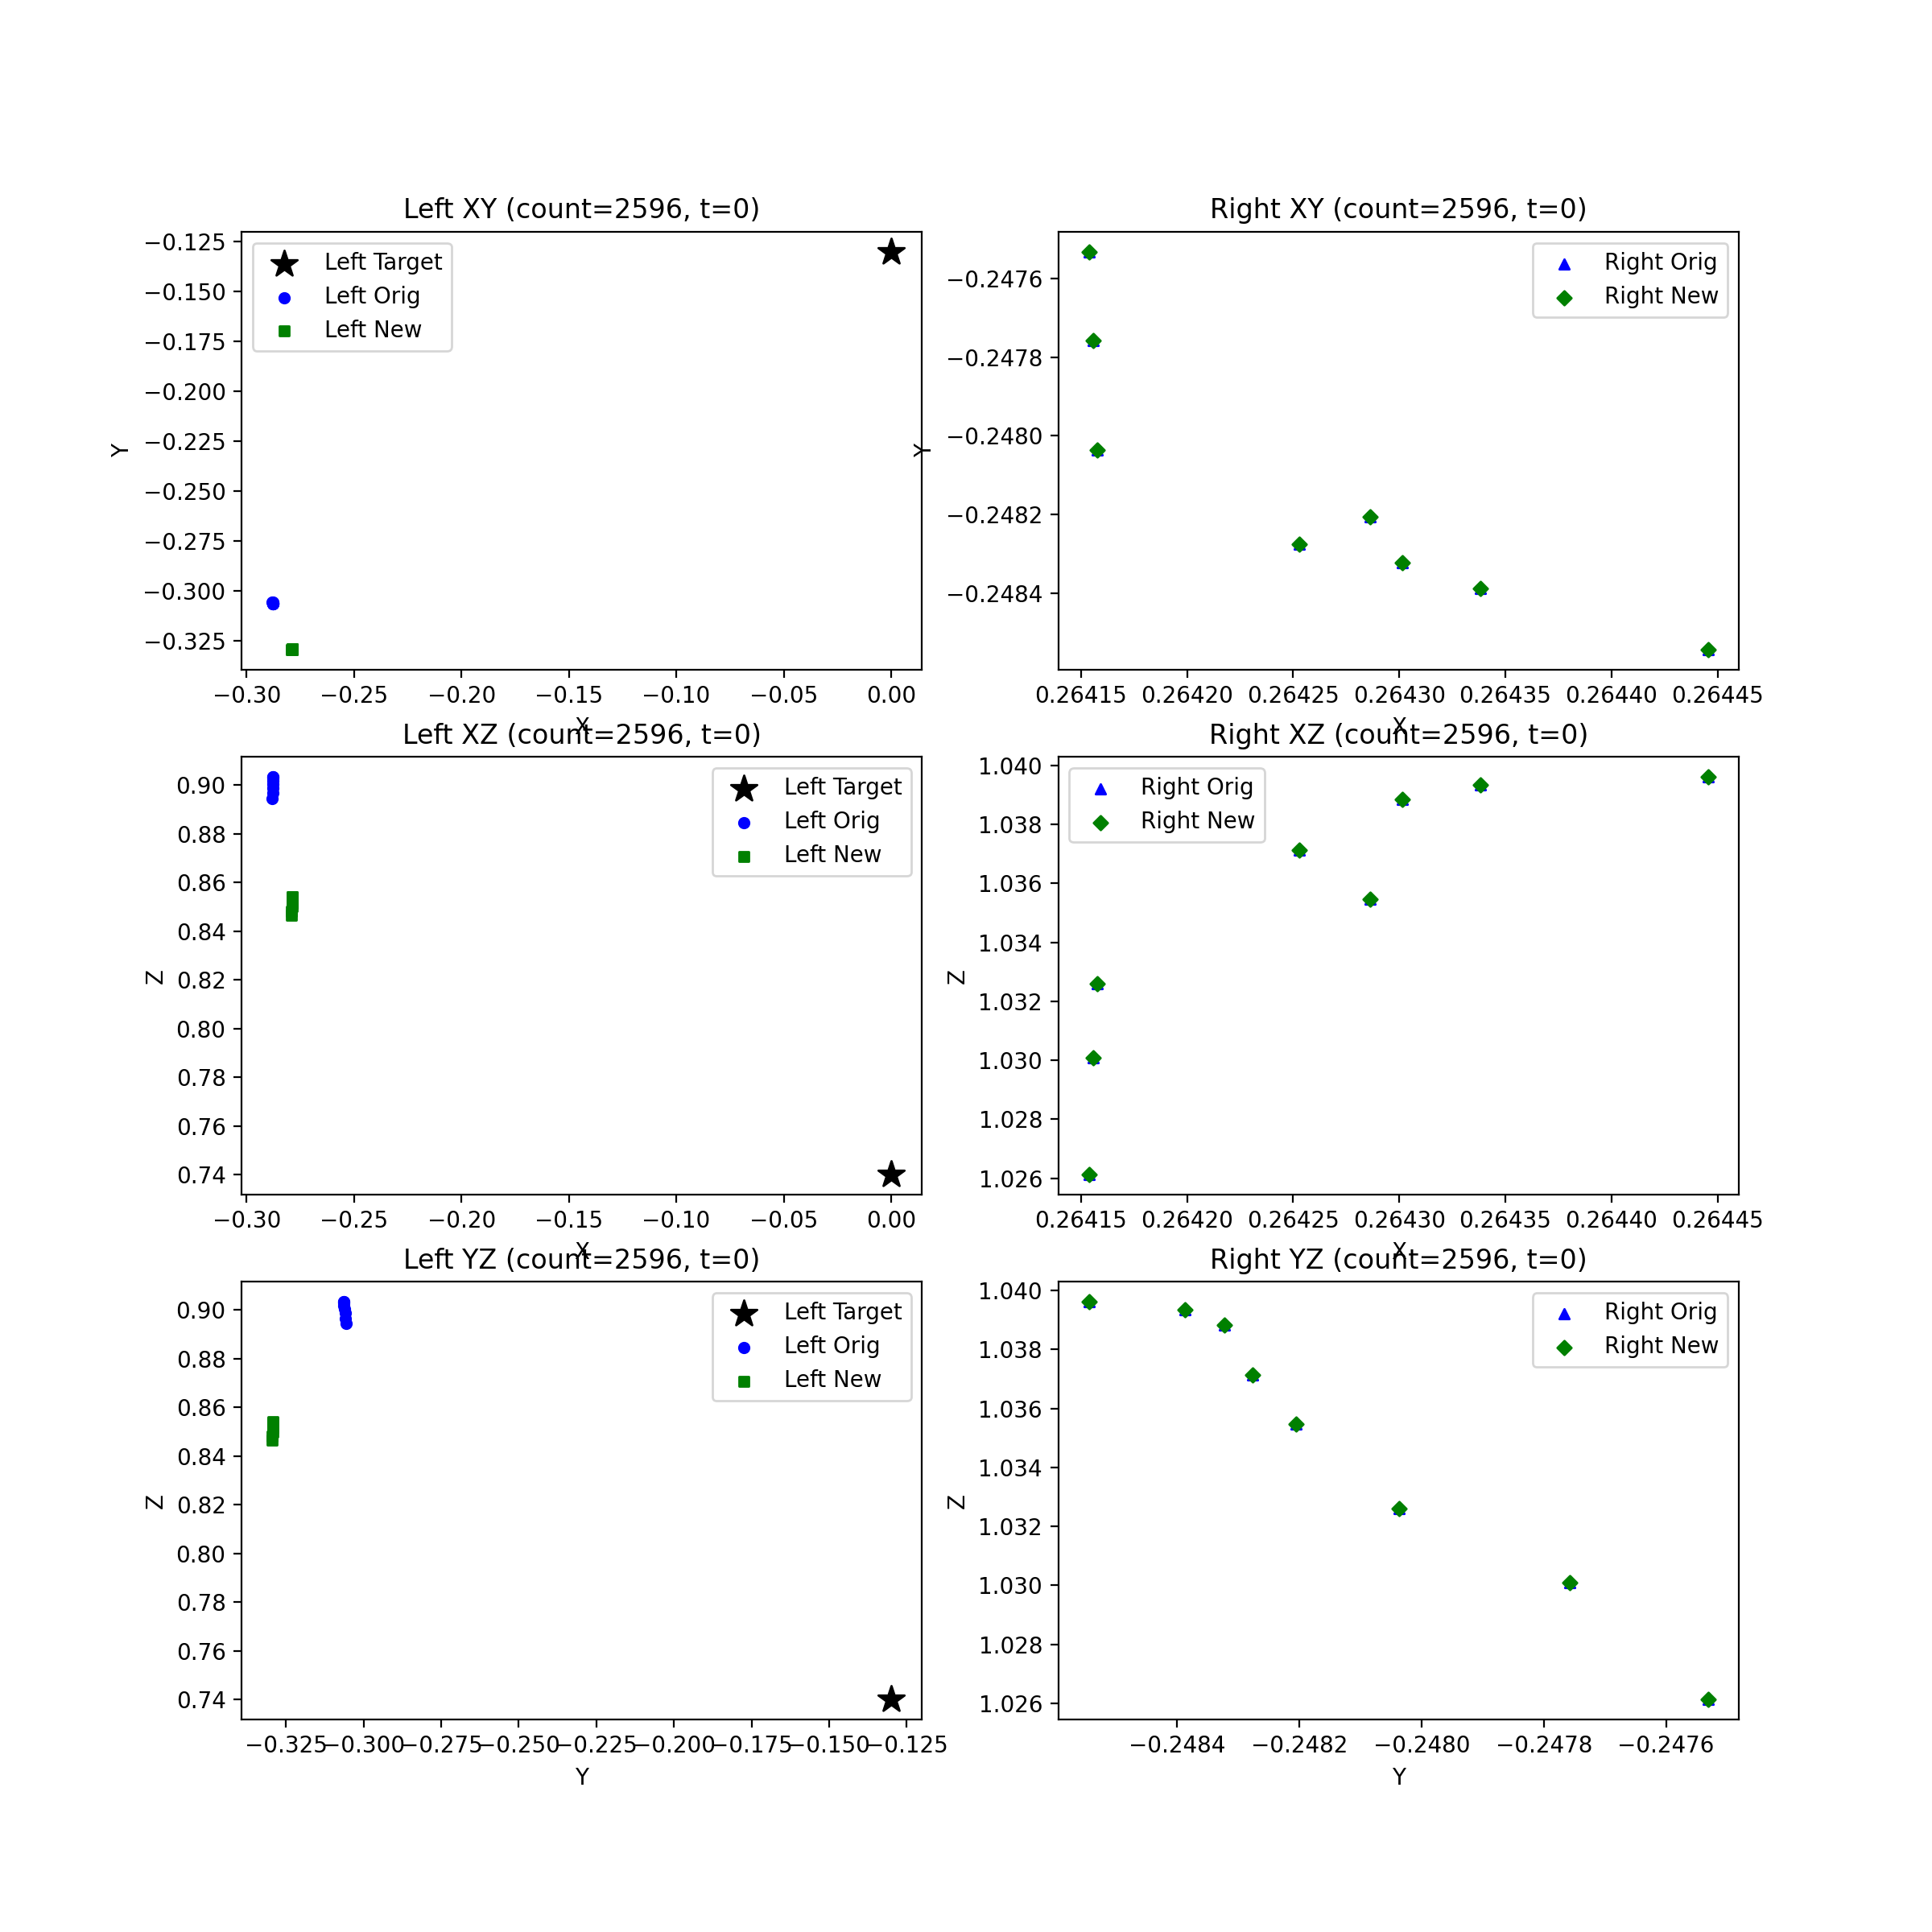 Left XY (count=2596, t=0)
−0.125
−0.150
−0.175
−0.200
−0.225
−0.250
−0.275
−0.300
−0.325
Y
Left Target
Left Orig
Left New
−0.30 −0.25 −0.20 −0.15 −0.10 −0.05 0.00
X
Right XY (count=2596, t=0)
−0.2476
−0.2478
−0.2480
−0.2482
−0.2484
Y
Right Orig
Right New
0.26415 0.26420 0.26425 0.26430 0.26435 0.26440 0.26445
X
Left XZ (count=2596, t=0)
0.90
0.88
0.86
0.84
0.82
0.80
0.78
0.76
0.74
Z
Left Target
Left Orig
Left New
−0.30 −0.25 −0.20 −0.15 −0.10 −0.05 0.00
X
Right XZ (count=2596, t=0)
1.040
1.038
1.036
1.034
1.032
1.030
1.028
1.026
Z
Right Orig
Right New
0.26415 0.26420 0.26425 0.26430 0.26435 0.26440 0.26445
X
Left YZ (count=2596, t=0)
0.90
0.88
0.86
0.84
0.82
0.80
0.78
0.76
0.74
Z
Left Target
Left Orig
Left New
−0.325 −0.300 −0.275 −0.250 −0.225 −0.200 −0.175 −0.150 −0.125
Y
Right YZ (count=2596, t=0)
1.040
1.038
1.036
1.034
1.032
1.030
1.028
1.026
Z
Right Orig
Right New
−0.2484 −0.2482 −0.2480 −0.2478 −0.2476
Y